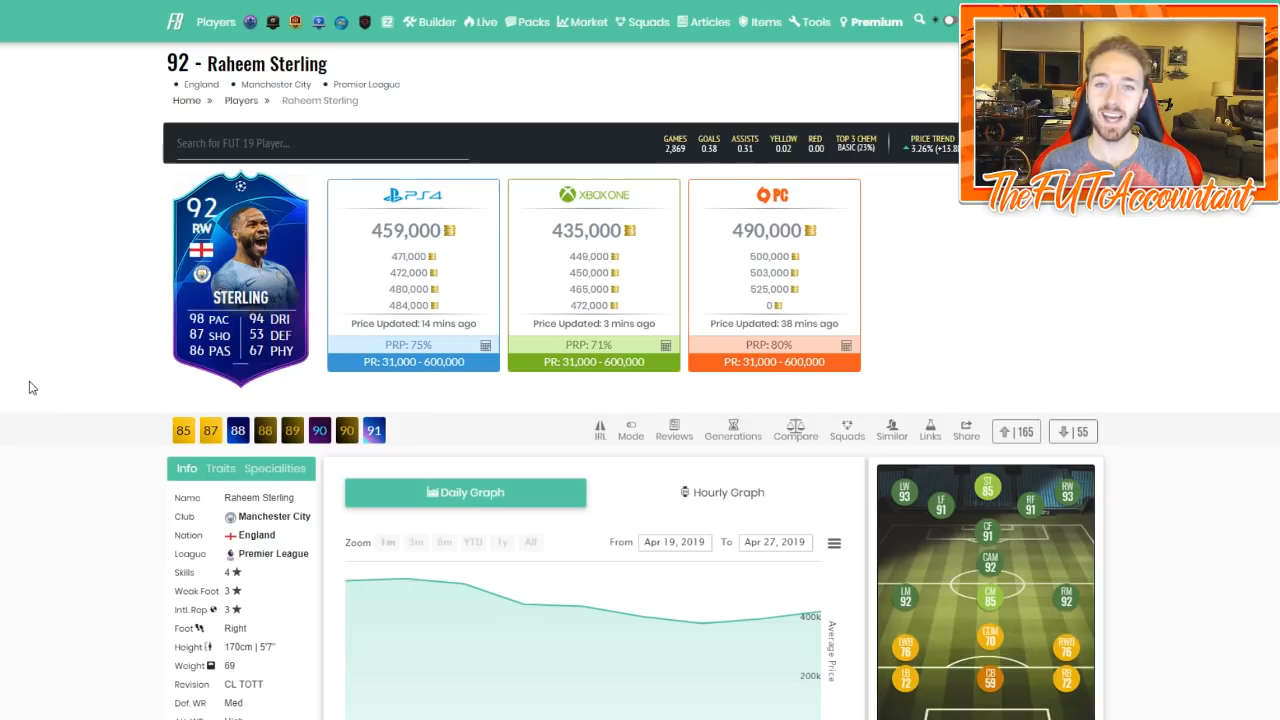 FB Players Builder Live Packs Market Squads Articles Items Tools Premium
92 - Raheem Sterling
England Manchester City Premier League
Home » Players » Raheem Sterling
Search for FUT 19 Player...
GAMES GOALS ASSISTS YELLOW RED TOP 3 CHEM PRICE TREND
2,869 0.38 0.31 0.02 0.00 BASIC (23%) 3.26% (+13.8
TheFUTAccountant
92
RW
STERLING
98 PAC 94 DRI
87 SHO 53 DEF
86 PAS 67 PHY
PS4
459,000
471,000
472,000
480,000
484,000
Price Updated: 14 mins ago
PRP: 75%
PR: 31,000 - 600,000
XBOX ONE
435,000
449,000
450,000
465,000
472,000
Price Updated: 3 mins ago
PRP: 71%
PR: 31,000 - 600,000
PC
490,000
500,000
503,000
525,000
0
Price Updated: 38 mins ago
PRP: 80%
PR: 31,000 - 600,000
85 87 88 88 89 90 90 91
IRL Mode Reviews Generations Compare Squads Similar Links Share | 165 | 55
Info Traits Specialities
Name Raheem Sterling
Club Manchester City
Nation England
League Premier League
Skills 4
Weak Foot 3
Intl. Rep 3
Foot Right
Height 170cm | 5'7"
Weight 69
Revision CL TOTT
Def. WR Med
Daily Graph Hourly Graph
Zoom 1m 3m 6m YTD 1y All From Apr 19, 2019 To Apr 27, 2019
400k
200k
Average Price
LW 93
LF 91
ST 85
RF 91
RW 93
CF 91
CAM 92
LM 92
CM 85
RM 92
LWB 76
CDM 70
RWB 76
LB 72
CB 59
RB 72